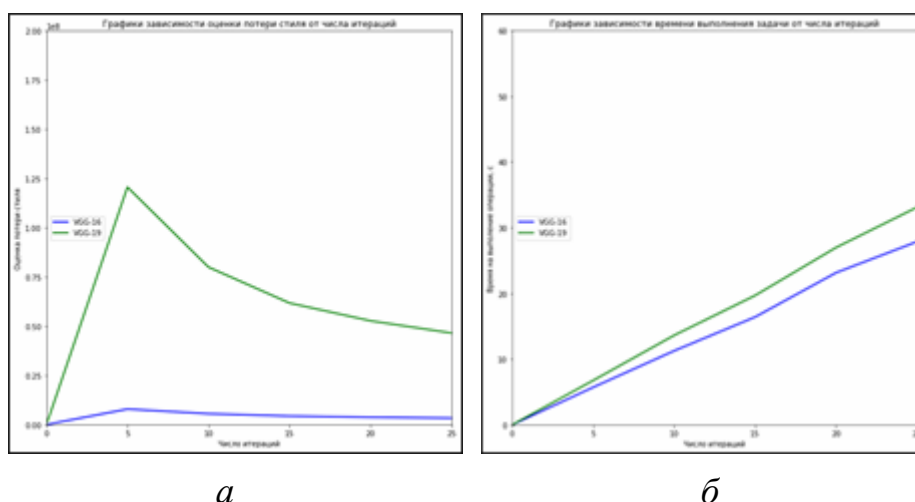 Графики зависимости оценки потери стиля от числа итераций
1e8
2.00
1.75
1.50
1.25
1.00
0.75
0.50
0.25
0.00
Оценка потери стиля
VGG-16
VGG-19
0 5 10 15 20 25
Число итераций
а
Графики зависимости времени выполнения задачи от числа итераций
60
50
40
30
20
10
0
Время на выполение операции, с
VGG-16
VGG-19
0 5 10 15 20
Число итераций
б